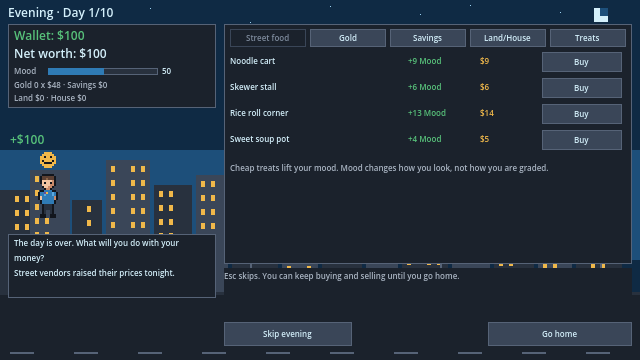 Evening · Day 1/10
Wallet: $100
Net worth: $100
Mood 50
Gold 0 x $48 · Savings $0
Land $0 · House $0
+$100
The day is over. What will you do with your
money?
Street vendors raised their prices tonight.
Street food Gold Savings Land/House Treats
Noodle cart +9 Mood $9 Buy
Skewer stall +6 Mood $6 Buy
Rice roll corner +13 Mood $14 Buy
Sweet soup pot +4 Mood $5 Buy
Cheap treats lift your mood. Mood changes how you look, not how you are graded.
Esc skips. You can keep buying and selling until you go home.
Skip evening Go home